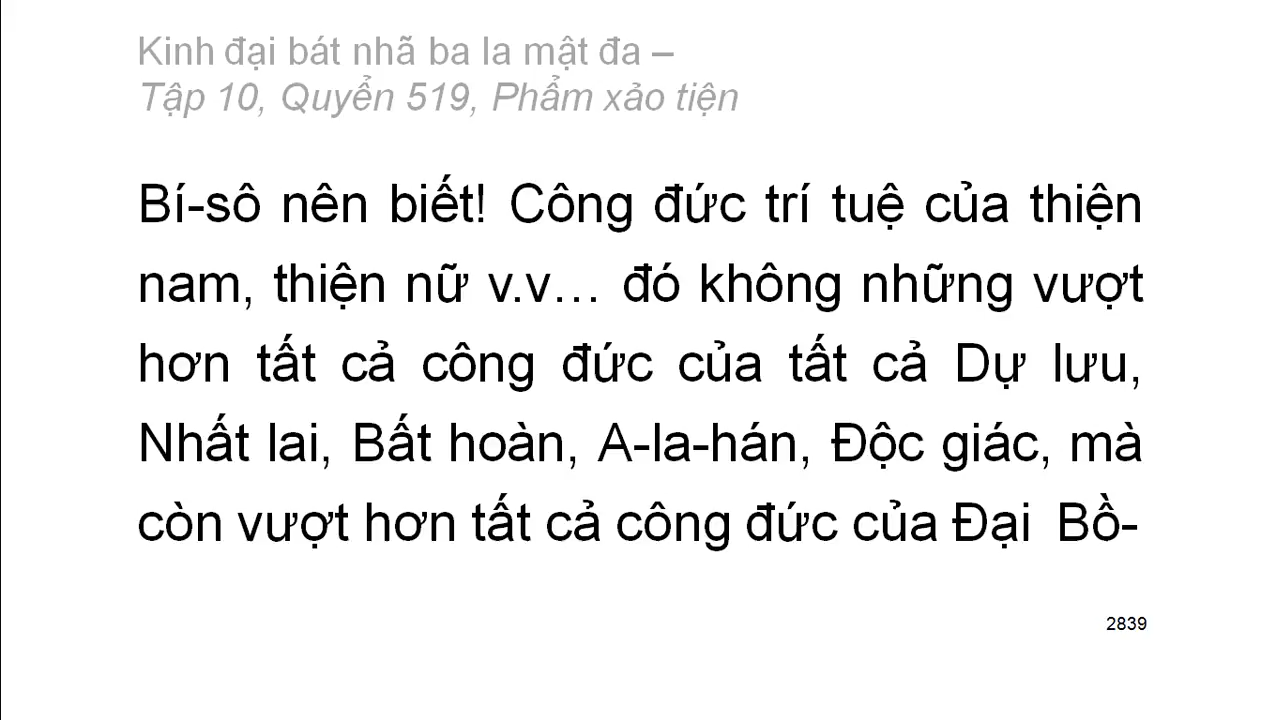 Kinh đại bát nhã ba la mật đa –
Tập 10, Quyển 519, Phẩm xảo tiện
Bí-sô nên biết! Công đức trí tuệ của thiện
nam, thiện nữ v.v… đó không những vượt
hơn tất cả công đức của tất cả Dự lưu,
Nhất lai, Bất hoàn, A-la-hán, Độc giác, mà
còn vượt hơn tất cả công đức của Đại Bồ-
2839